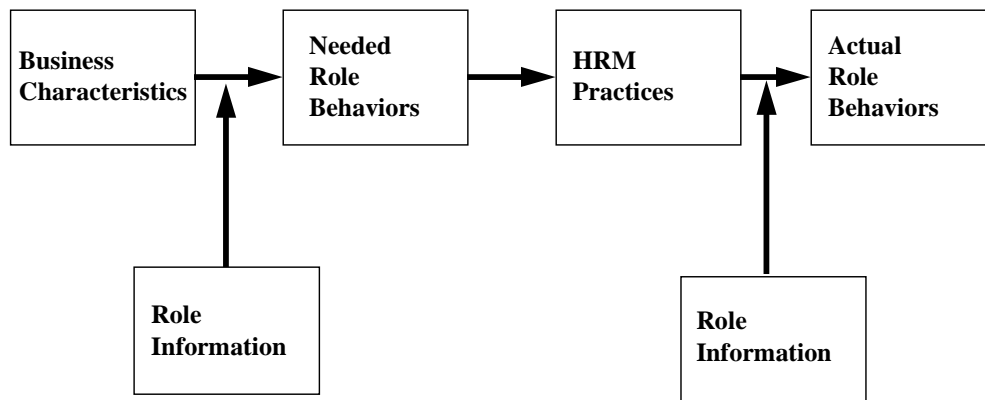 Business
Characteristics
Needed
Role
Behaviors
HRM
Practices
Actual
Role
Behaviors
Role
Information
Role
Information